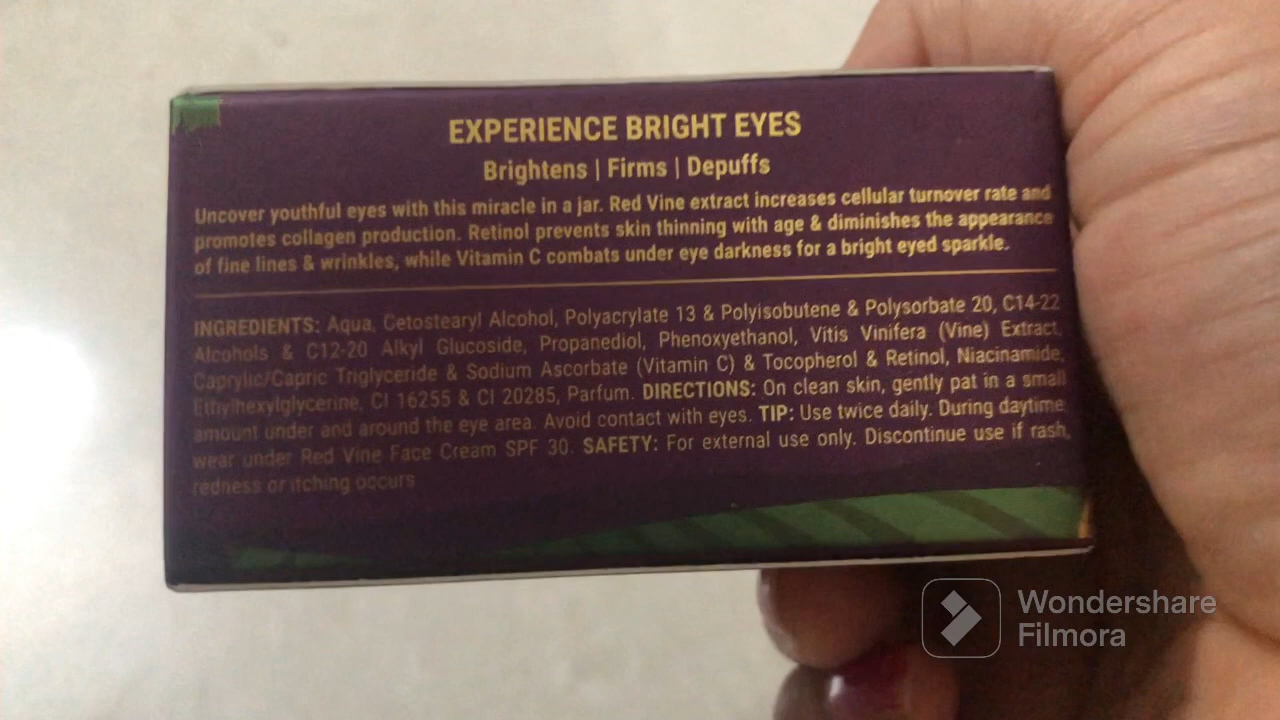 EXPERIENCE BRIGHT EYES
Brightens | Firms | Depuffs
Uncover youthful eyes with this miracle in a jar. Red Vine extract increases cellular turnover rate and
promotes collagen production. Retinol prevents skin thinning with age & diminishes the appearance
of fine lines & wrinkles, while Vitamin C combats under eye darkness for a bright eyed sparkle.
INGREDIENTS: Aqua, Cetostearyl Alcohol, Polyacrylate 13 & Polyisobutene & Polysorbate 20, C14-22
Alcohols & C12-20 Alkyl Glucoside, Propanediol, Phenoxyethanol, Vitis Vinifera (Vine) Extract,
Caprylic/Capric Triglyceride & Sodium Ascorbate (Vitamin C) & Tocopherol & Retinol, Niacinamide,
Ethylhexylglycerine, CI 16255 & CI 20285, Parfum. DIRECTIONS: On clean skin, gently pat in a small
amount under and around the eye area. Avoid contact with eyes. TIP: Use twice daily. During daytime
wear under Red Vine Face Cream SPF 30. SAFETY: For external use only. Discontinue use if rash,
redness or itching occurs
Wondershare
Filmora